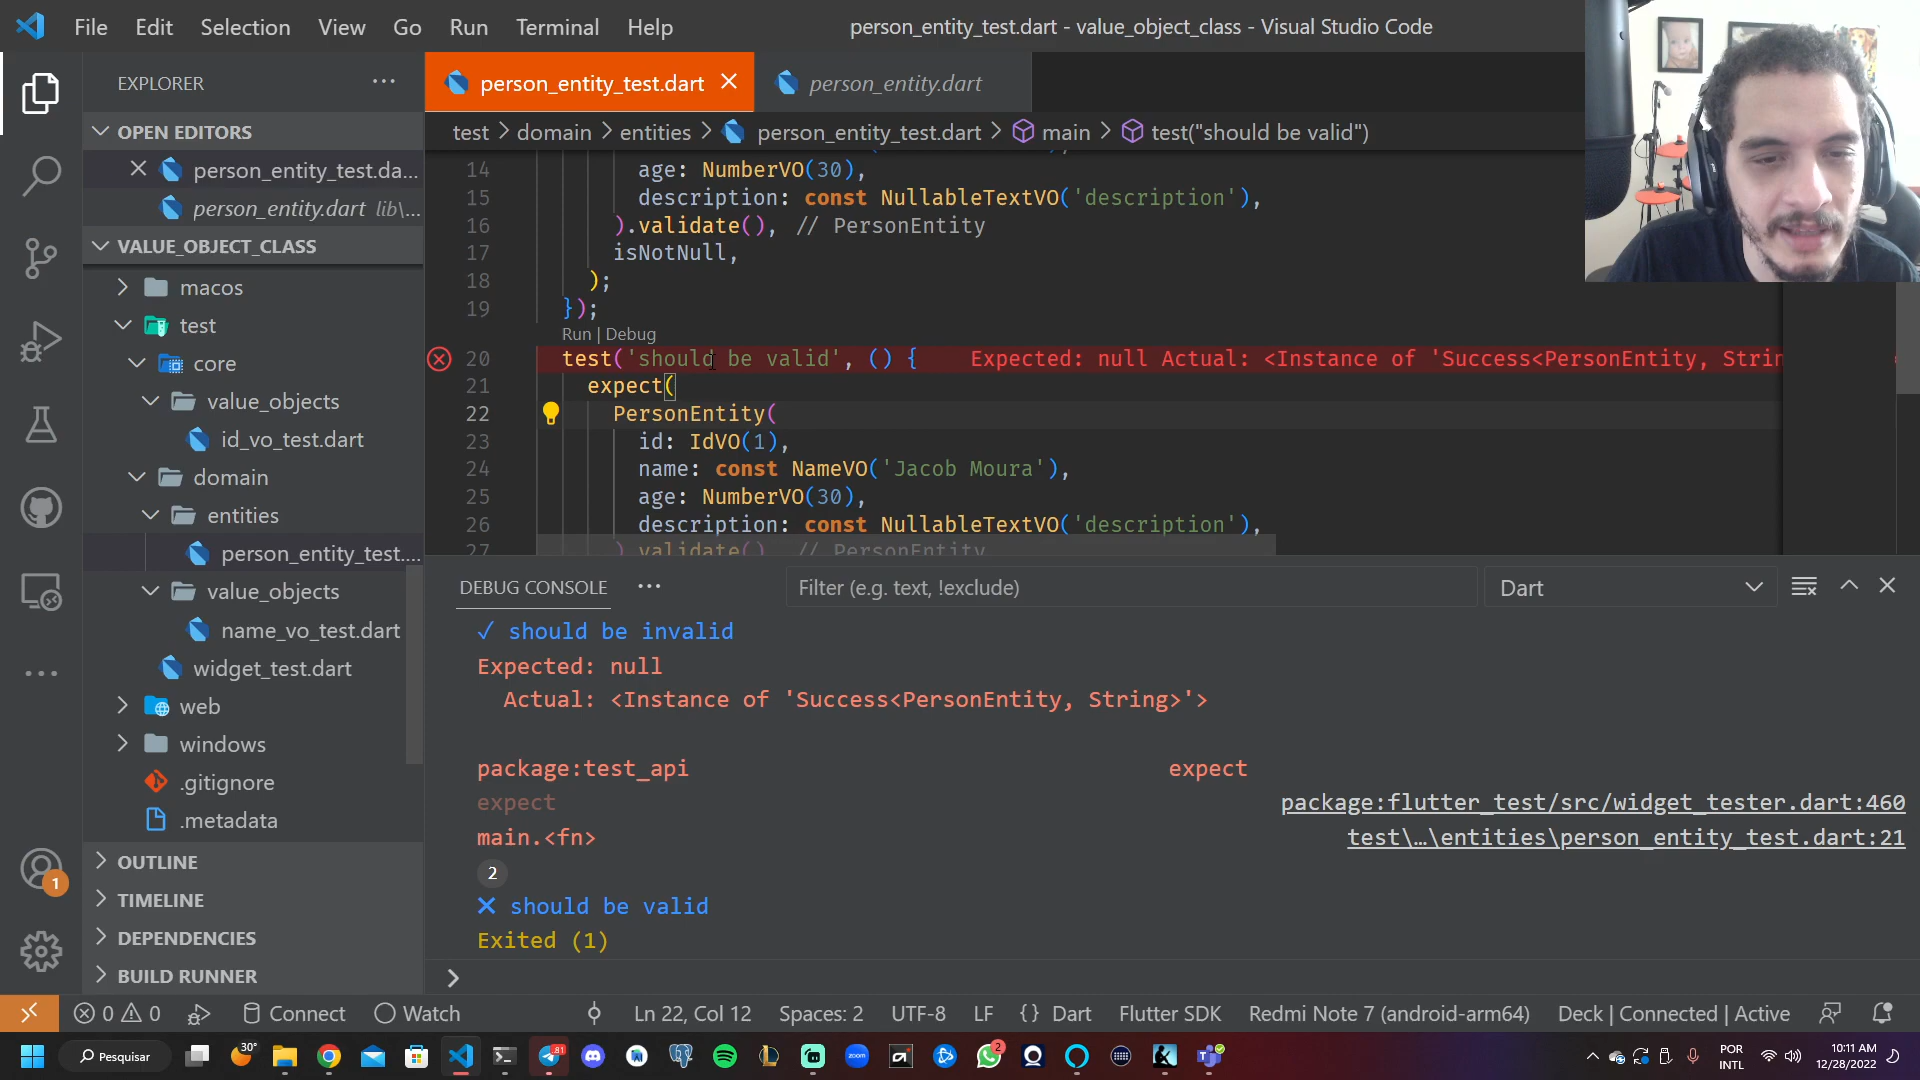 File Edit Selection View Go Run Terminal Help
person_entity_test.dart - value_object_class - Visual Studio Code
EXPLORER
OPEN EDITORS
person_entity_test.da...
person_entity.dart lib\...
VALUE_OBJECT_CLASS
macos
test
core
value_objects
id_vo_test.dart
domain
entities
person_entity_test....
value_objects
name_vo_test.dart
widget_test.dart
web
windows
.gitignore
.metadata
OUTLINE
TIMELINE
DEPENDENCIES
BUILD RUNNER
1
person_entity_test.dart
person_entity.dart
test > domain > entities > person_entity_test.dart > main > test("should be valid")
14 age: NumberVO(30),
15 description: const NullableTextVO('description'),
16 ).validate(), // PersonEntity
17 isNotNull,
18 );
19 });
Run | Debug
20 test('should be valid', () { Expected: null Actual: <Instance of 'Success<PersonEntity, Strin
21 expect(
22 PersonEntity(
23 id: IdVO(1),
24 name: const NameVO('Jacob Moura'),
25 age: NumberVO(30),
26 description: const NullableTextVO('description'),
27 ).validate() // PersonEntity
DEBUG CONSOLE
Filter (e.g. text, !exclude)
Dart
✓ should be invalid
Expected: null
Actual: <Instance of 'Success<PersonEntity, String>'>
package:test_api expect
expect package:flutter_test/src/widget_tester.dart:460
main.<fn> test\…\entities\person_entity_test.dart:21
2
✕ should be valid
Exited (1)
0 0 Connect Watch Ln 22, Col 12 Spaces: 2 UTF-8 LF {} Dart Flutter SDK Redmi Note 7 (android-arm64) Deck | Connected | Active
Pesquisar
30°
81
zoom
2
POR
INTL
10:11 AM
12/28/2022